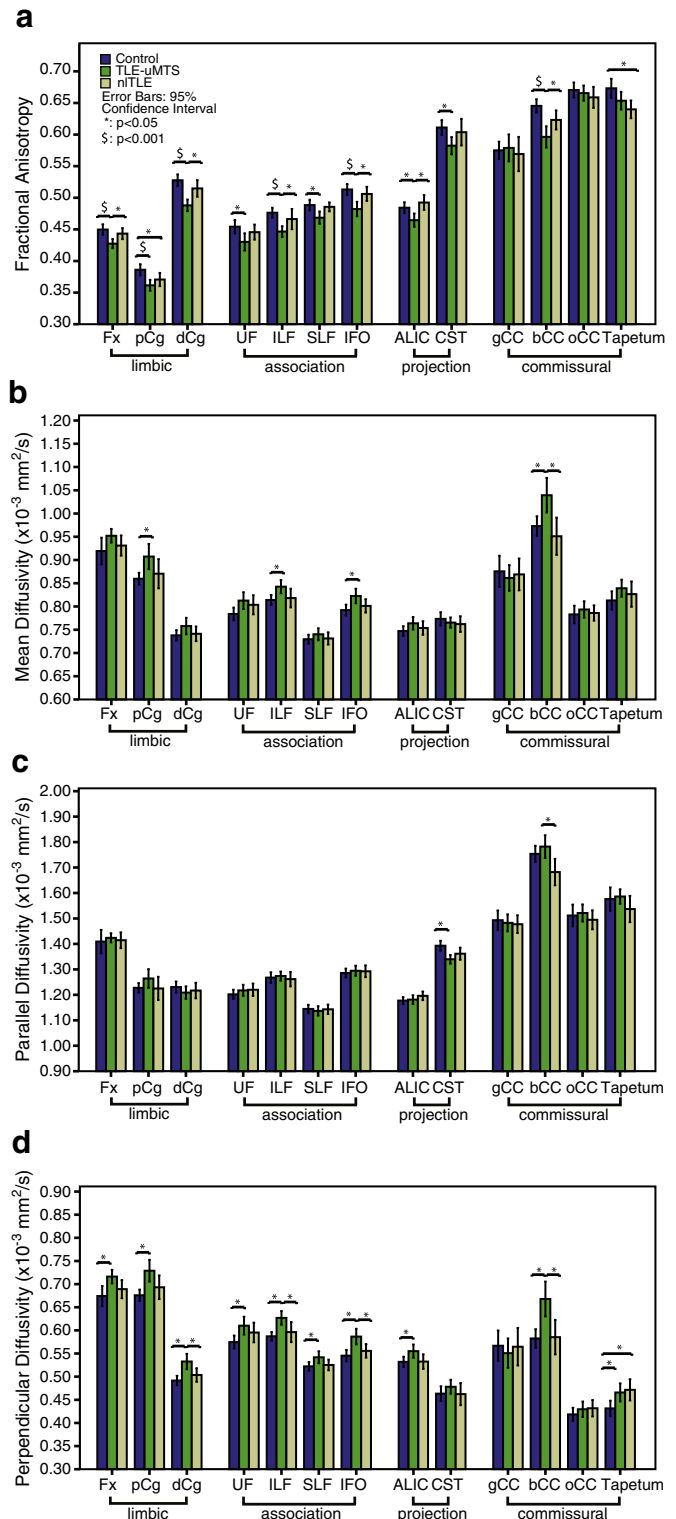 a
Fractional Anisotropy
0.70
0.65
0.60
0.55
0.50
0.45
0.40
0.35
0.30
Control
TLE-uMTS
nlTLE
Error Bars: 95%
Confidence Interval
*: p<0.05
$: p<0.001
$ * $ * $ * * $ * * $ * * * * $ * *
Fx pCg dCg UF ILF SLF IFO ALIC CST gCC bCC oCC Tapetum
limbic association projection commissural
b
Mean Diffusivity (x10-3 mm2/s)
1.20
1.15
1.10
1.05
1.00
0.95
0.90
0.85
0.80
0.75
0.70
0.65
0.60
* * * * *
Fx pCg dCg UF ILF SLF IFO ALIC CST gCC bCC oCC Tapetum
limbic association projection commissural
c
Parallel Diffusivity (x10-3 mm2/s)
2.00
1.90
1.80
1.70
1.60
1.50
1.40
1.30
1.20
1.10
1.00
0.90
* *
Fx pCg dCg UF ILF SLF IFO ALIC CST gCC bCC oCC Tapetum
limbic association projection commissural
d
Perpendicular Diffusivity (x10-3 mm2/s)
0.90
0.85
0.80
0.75
0.70
0.65
0.60
0.55
0.50
0.45
0.40
0.35
0.30
* * * * * * * * * * * * * * *
Fx pCg dCg UF ILF SLF IFO ALIC CST gCC bCC oCC Tapetum
limbic association projection commissural